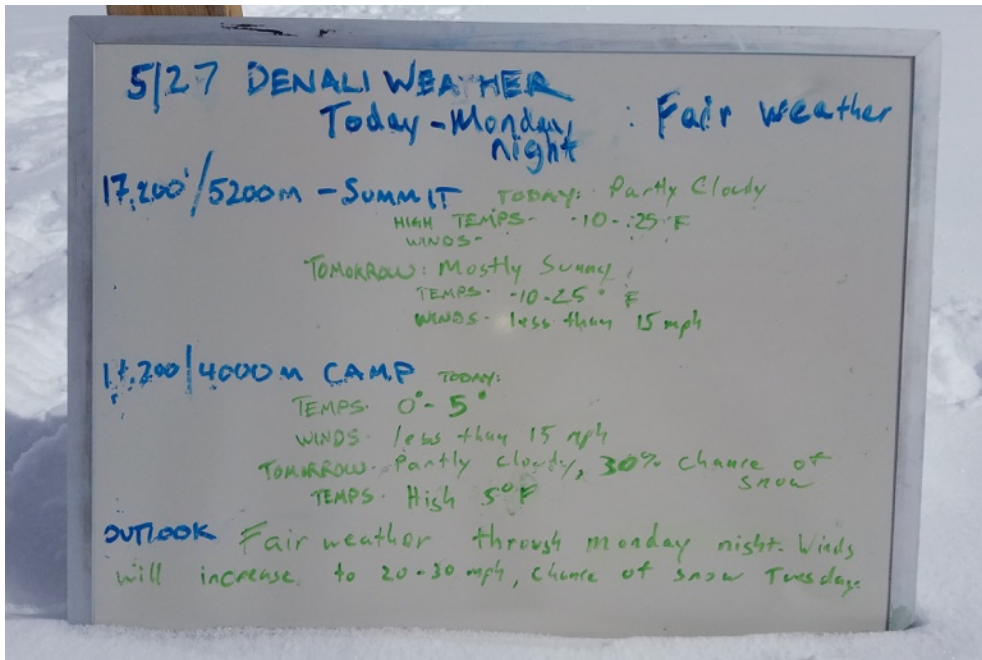 5/27 DENALI WEATHER
Today - Monday night : Fair weather
17,200'/5200m - SUMMIT TODAY: Partly Cloudy
HIGH TEMPS- -10 - -25°F
WINDS-
TOMORROW: Mostly Sunny
TEMPS- -10-25° F
WINDS- less than 15 mph
14,200/4000m CAMP TODAY:
TEMPS- 0° - 5°
WINDS- less than 15 mph
TOMORROW- Partly cloudy, 30% chance of snow
TEMPS- High 5°F
OUTLOOK Fair weather through monday night. Winds
will increase to 20-30 mph, chance of snow Tuesday.